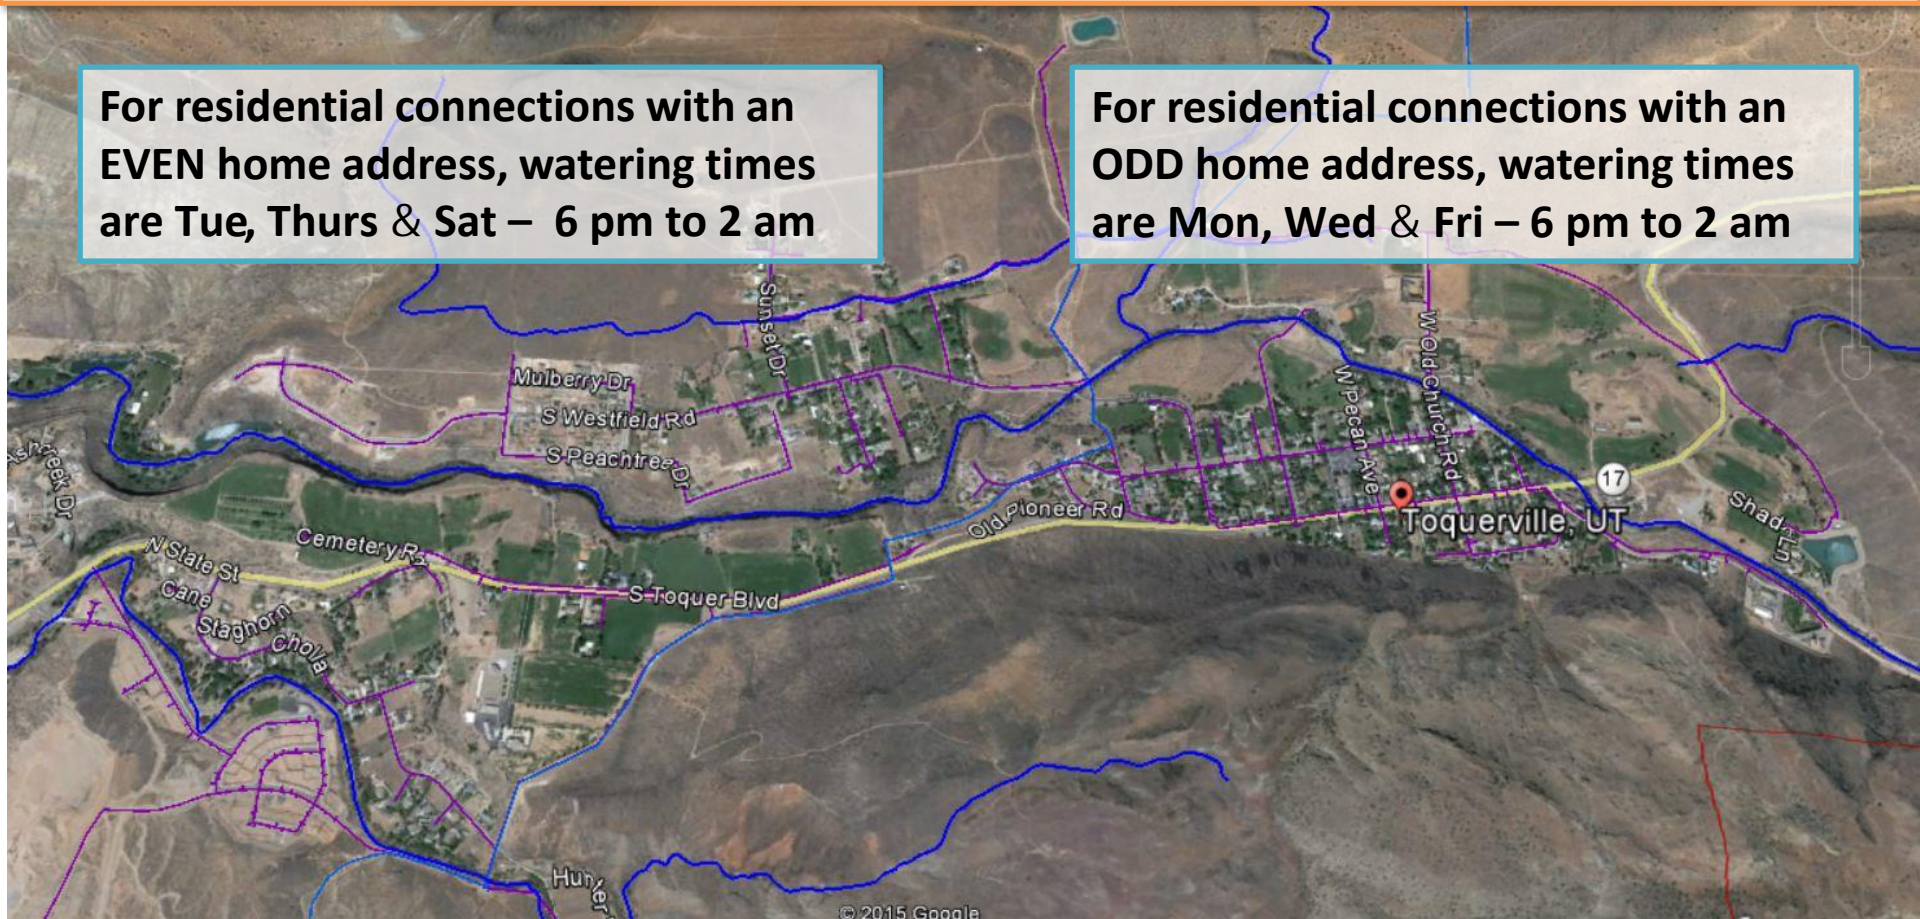 For residential connections with an
EVEN home address, watering times
are Tue, Thurs & Sat – 6 pm to 2 am
For residential connections with an
ODD home address, watering times
are Mon, Wed & Fri – 6 pm to 2 am
Sunset Dr
Mulberry Dr
S Westfield Rd
S Peachtree Dr
W Pecan Ave
W Old Church Rd
17
Toquerville, UT
Old Pioneer Rd
Cemetery Rd
N State St
Cane
Staghorn
Cholla
S Toquer Blvd
© 2015 Google